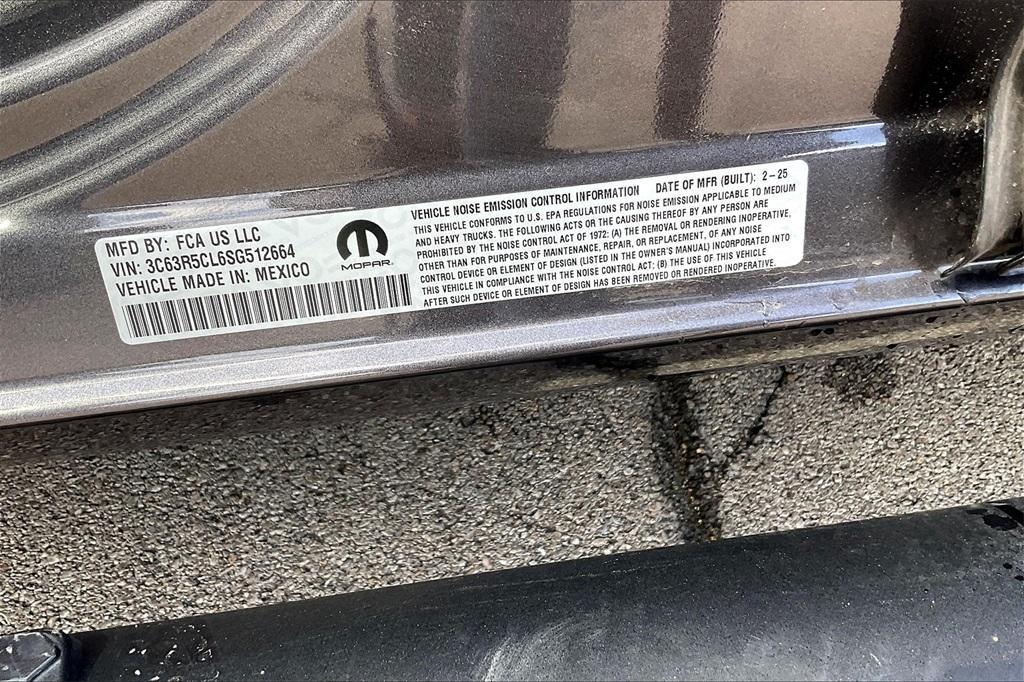 MFD BY: FCA US LLC
VIN: 3C63R5CL6SG512664
VEHICLE MADE IN: MEXICO
MOPAR
VEHICLE NOISE EMISSION CONTROL INFORMATION DATE OF MFR (BUILT): 2-25
THIS VEHICLE CONFORMS TO U.S. EPA REGULATIONS FOR NOISE EMISSION APPLICABLE TO MEDIUM
AND HEAVY TRUCKS. THE FOLLOWING ACTS OR THE CAUSING THEREOF BY ANY PERSON ARE
PROHIBITED BY THE NOISE CONTROL ACT OF 1972: (A) THE REMOVAL OR RENDERING INOPERATIVE,
OTHER THAN FOR PURPOSES OF MAINTENANCE, REPAIR, OR REPLACEMENT, OF ANY NOISE
CONTROL DEVICE OR ELEMENT OF DESIGN (LISTED IN THE OWNER'S MANUAL) INCORPORATED INTO
THIS VEHICLE IN COMPLIANCE WITH THE NOISE CONTROL ACT; (B) THE USE OF THIS VEHICLE
AFTER SUCH DEVICE OR ELEMENT OF DESIGN HAS BEEN REMOVED OR RENDERED INOPERATIVE.